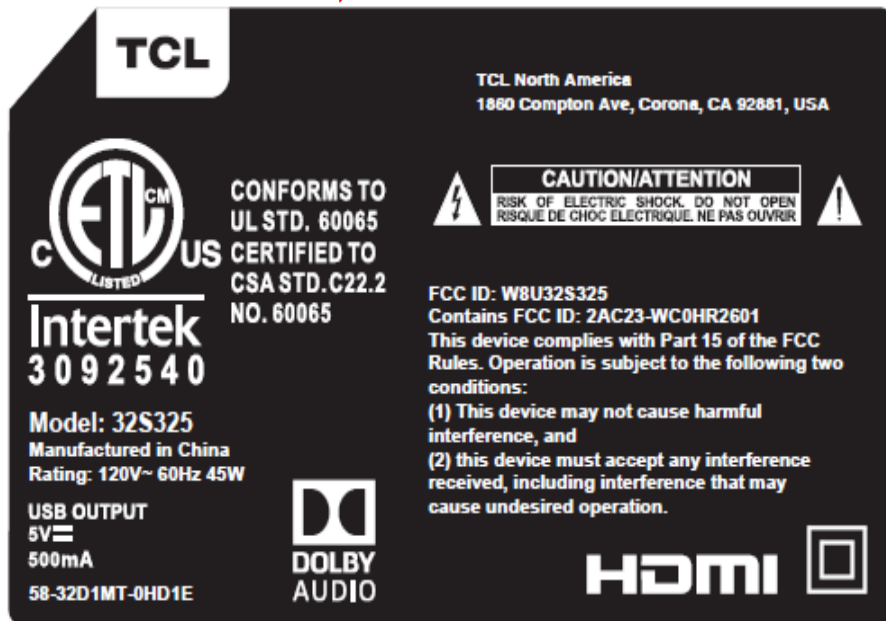 TCL
TCL North America
1860 Compton Ave, Corona, CA 92881, USA
CAUTION/ATTENTION
RISK OF ELECTRIC SHOCK. DO NOT OPEN
RISQUE DE CHOC ELECTRIQUE. NE PAS OUVRIR
ETL CM
C US
LISTED
Intertek
3092540
CONFORMS TO
UL STD. 60065
CERTIFIED TO
CSA STD.C22.2
NO. 60065
Model: 32S325
Manufactured in China
Rating: 120V~ 60Hz 45W
USB OUTPUT
5V
500mA
58-32D1MT-0HD1E
DOLBY
AUDIO
FCC ID: W8U32S325
Contains FCC ID: 2AC23-WC0HR2601
This device complies with Part 15 of the FCC
Rules. Operation is subject to the following two
conditions:
(1) This device may not cause harmful
interference, and
(2) this device must accept any interference
received, including interference that may
cause undesired operation.
HDMI